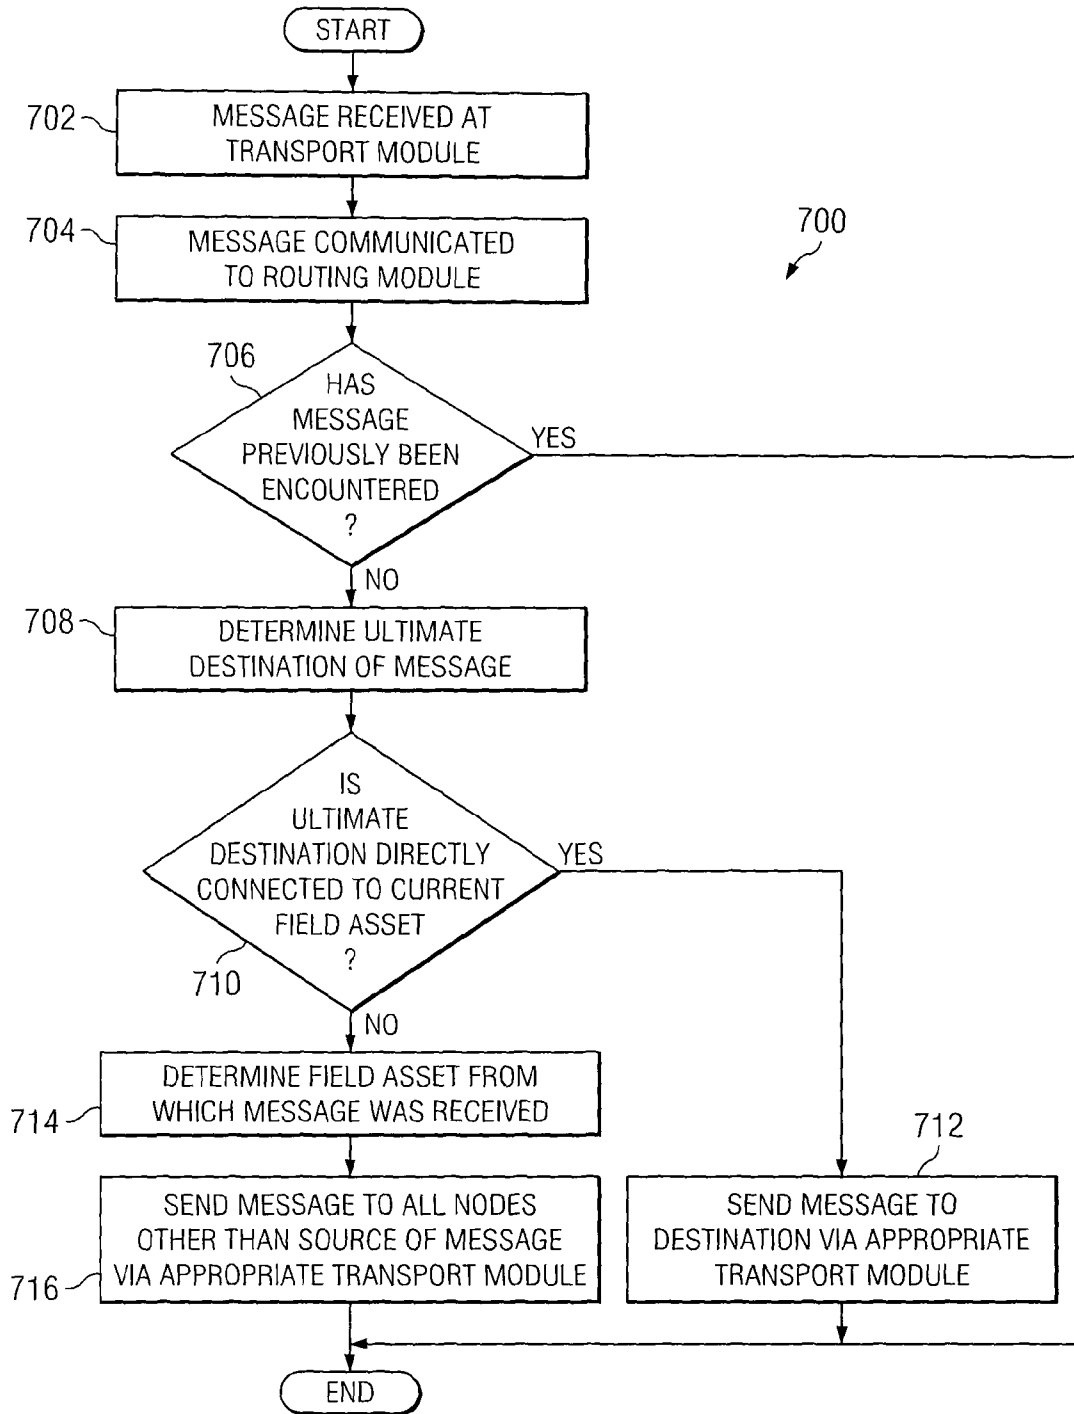 START
702
MESSAGE RECEIVED AT
TRANSPORT MODULE
704
MESSAGE COMMUNICATED
TO ROUTING MODULE
700
706
HAS
MESSAGE
PREVIOUSLY BEEN
ENCOUNTERED
?
YES
NO
708
DETERMINE ULTIMATE
DESTINATION OF MESSAGE
IS
ULTIMATE
DESTINATION DIRECTLY
CONNECTED TO CURRENT
FIELD ASSET
?
YES
710
NO
714
DETERMINE FIELD ASSET FROM
WHICH MESSAGE WAS RECEIVED
712
716
SEND MESSAGE TO ALL NODES
OTHER THAN SOURCE OF MESSAGE
VIA APPROPRIATE TRANSPORT MODULE
SEND MESSAGE TO
DESTINATION VIA APPROPRIATE
TRANSPORT MODULE
END